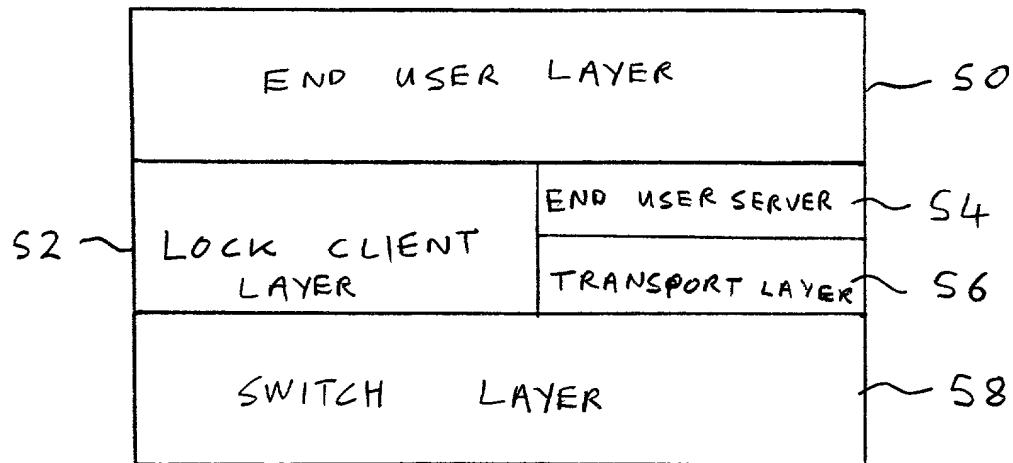 END USER LAYER
50
END USER SERVER
54
52
LOCK CLIENT
LAYER
TRANSPORT LAYER
56
SWITCH LAYER
58